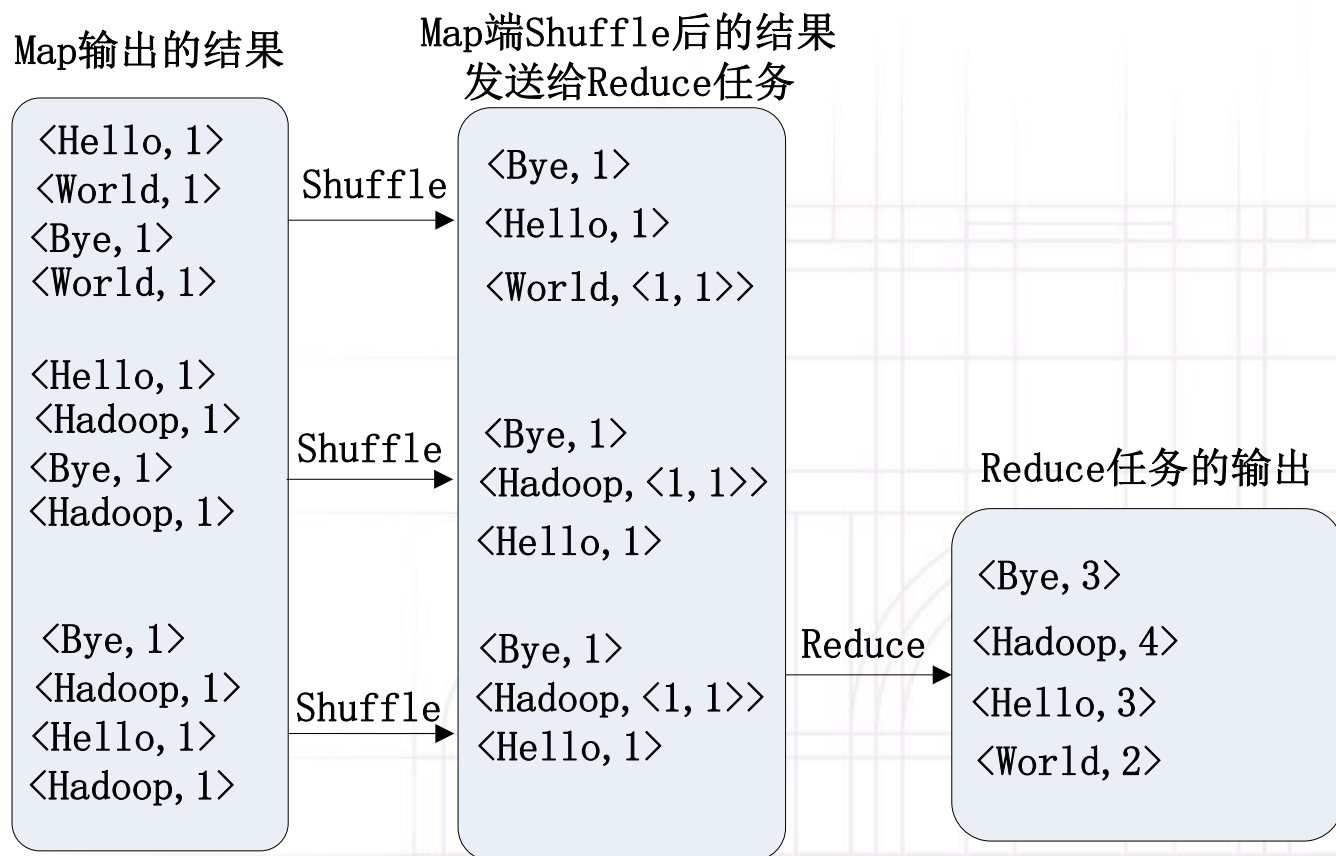 Map输出的结果
<Hello,1>
<World,1>
<Bye,1>
<World,1>
<Hello,1>
<Hadoop,1>
<Bye,1>
<Hadoop,1>
<Bye,1>
<Hadoop,1>
<Hello,1>
<Hadoop,1>
Shuffle
Shuffle
Shuffle
Map端Shuffle后的结果
发送给Reduce任务
<Bye,1>
<Hello,1>
<World,<1,1>>
<Bye,1>
<Hadoop,<1,1>>
<Hello,1>
<Bye,1>
<Hadoop,<1,1>>
<Hello,1>
Reduce
Reduce任务的输出
<Bye,3>
<Hadoop,4>
<Hello,3>
<World,2>